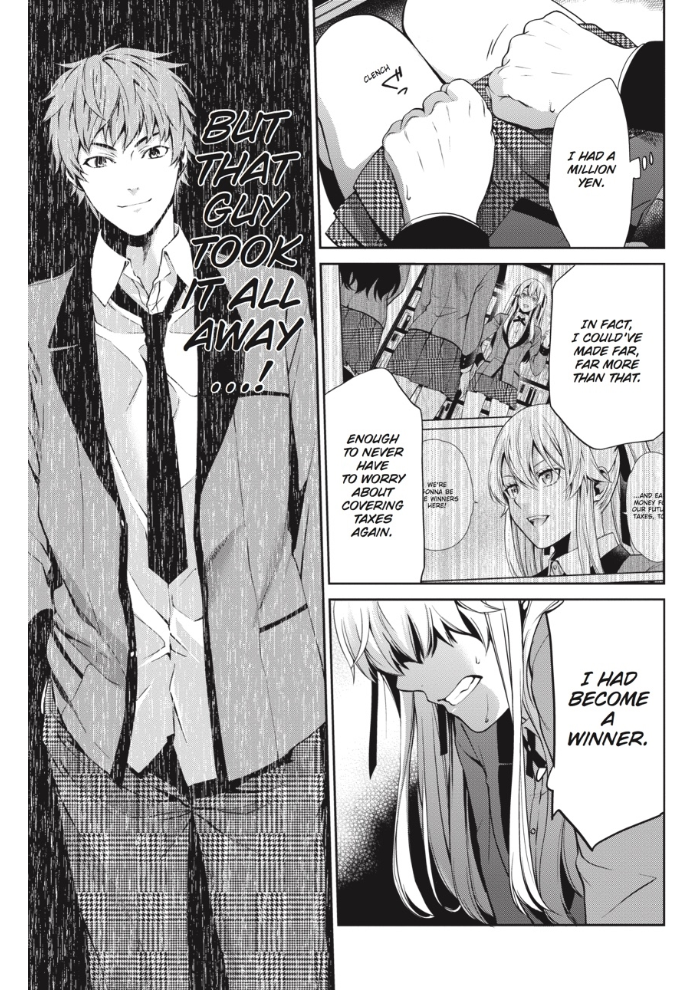 CLENCH
I HAD A
MILLION
YEN.
IN FACT,
I COULD'VE
MADE FAR,
FAR MORE
THAN THAT.
ENOUGH
TO NEVER
HAVE
TO WORRY
ABOUT
COVERING
TAXES
AGAIN.
...AND EA
MONEY FO
OUR FUTU
TAXES, TO
WE'RE
ONNA BE
E WINNERS
HERE!
I HAD
BECOME
A
WINNER.
BUT
THAT
GUY
TOOK
IT ALL
AWAY
....!